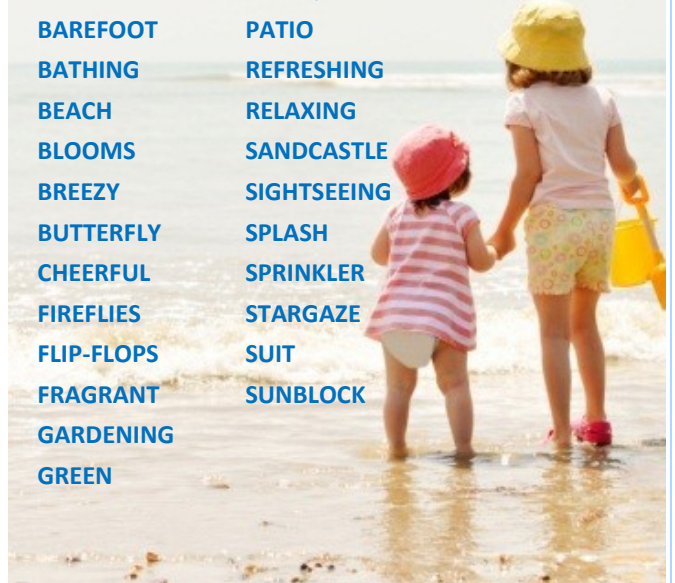 BAREFOOT
BATHING
BEACH
BLOOMS
BREEZY
BUTTERFLY
CHEERFUL
FIREFLIES
FLIP-FLOPS
FRAGRANT
GARDENING
GREEN
PATIO
REFRESHING
RELAXING
SANDCASTLE
SIGHTSEEING
SPLASH
SPRINKLER
STARGAZE
SUIT
SUNBLOCK